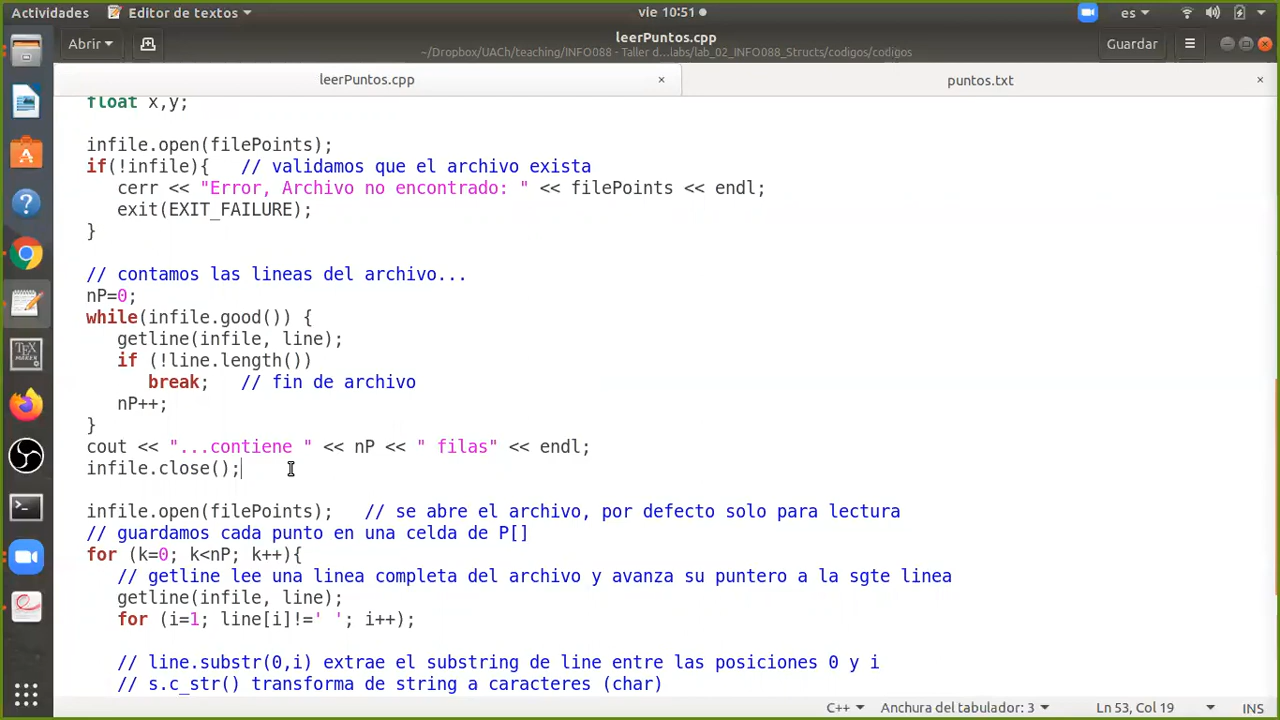 Actividades
Editor de textos
vie 10:51
es
Abrir
leerPuntos.cpp
~/Dropbox/UACh/teaching/INFO088 - Taller d...labs/lab_02_INFO088_Structs/codigos/codigos
Guardar
leerPuntos.cpp
puntos.txt
float x,y;
infile.open(filePoints);
if(!infile){   // validamos que el archivo exista
cerr << "Error, Archivo no encontrado: " << filePoints << endl;
exit(EXIT_FAILURE);
}
// contamos las lineas del archivo...
nP=0;
while(infile.good()) {
getline(infile, line);
if (!line.length())
break;   // fin de archivo
nP++;
}
cout << "...contiene " << nP << " filas" << endl;
infile.close();
infile.open(filePoints);   // se abre el archivo, por defecto solo para lectura
// guardamos cada punto en una celda de P[]
for (k=0; k<nP; k++){
// getline lee una linea completa del archivo y avanza su puntero a la sgte linea
getline(infile, line);
for (i=1; line[i]!=' '; i++);
// line.substr(0,i) extrae el substring de line entre las posiciones 0 y i
// s.c_str() transforma de string a caracteres (char)
C++
Anchura del tabulador: 3
Ln 53, Col 19
INS